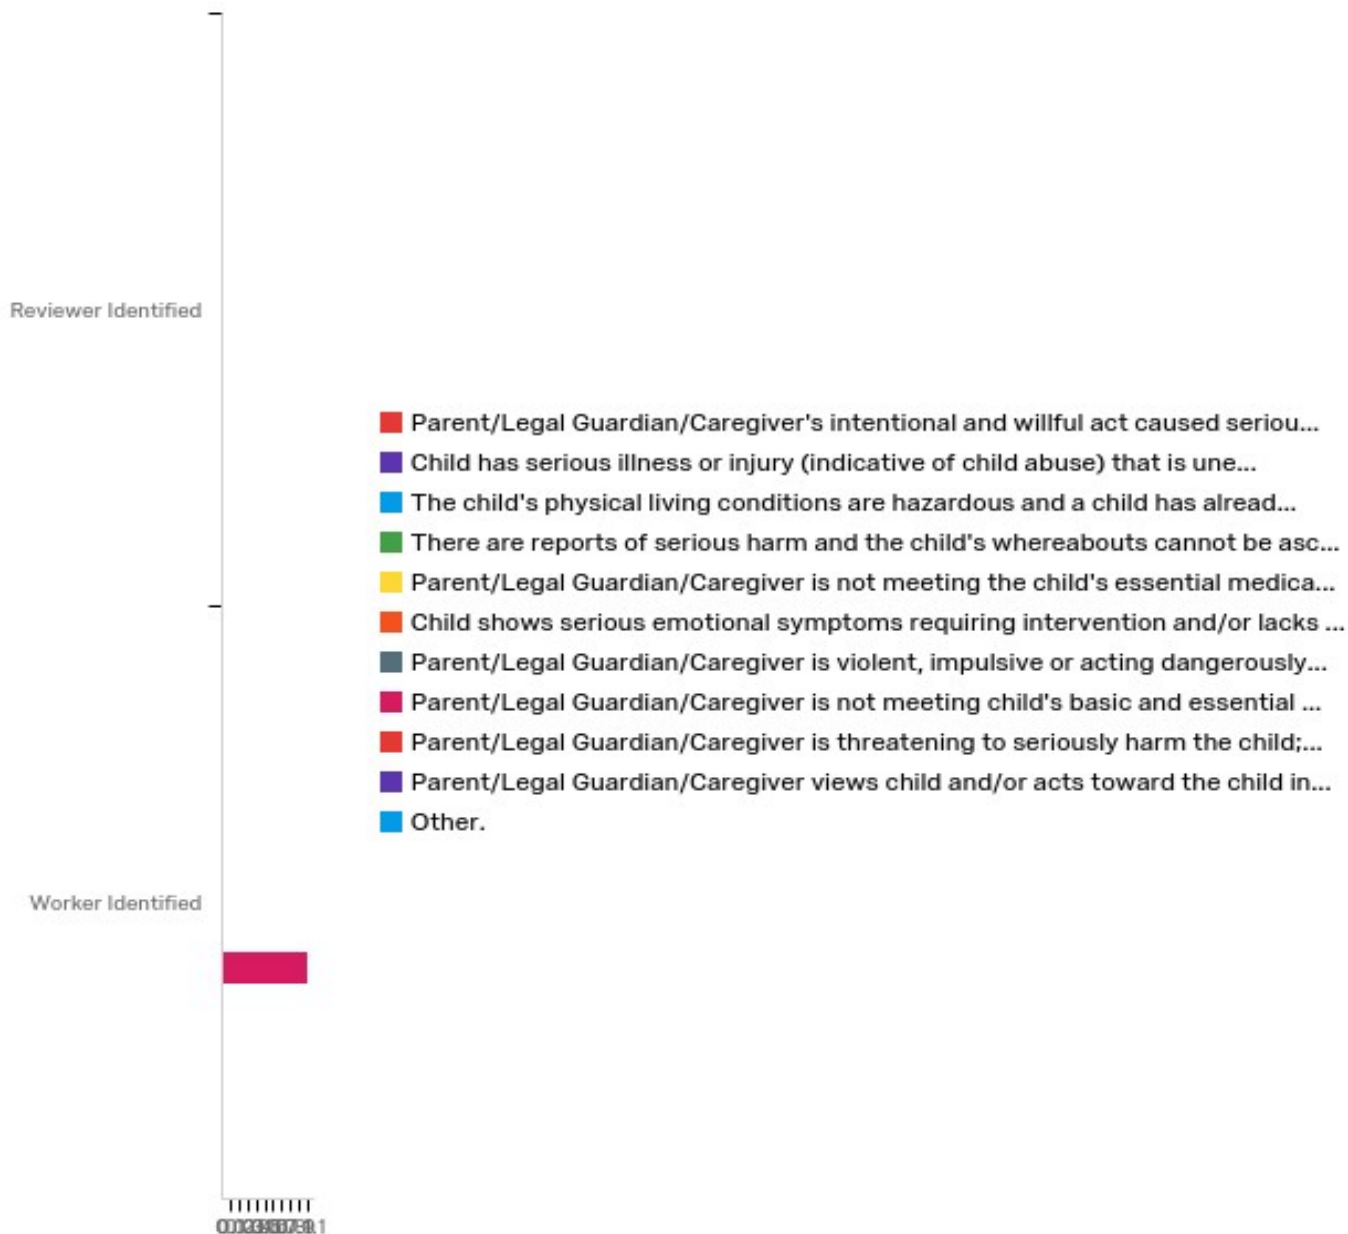 Reviewer Identified
Parent/Legal Guardian/Caregiver's intentional and willful act caused seriou...
Child has serious illness or injury (indicative of child abuse) that is une...
The child's physical living conditions are hazardous and a child has alread...
There are reports of serious harm and the child's whereabouts cannot be asc...
Parent/Legal Guardian/Caregiver is not meeting the child's essential medica...
Child shows serious emotional symptoms requiring intervention and/or lacks ...
Parent/Legal Guardian/Caregiver is violent, impulsive or acting dangerously...
Parent/Legal Guardian/Caregiver is not meeting child's basic and essential ...
Parent/Legal Guardian/Caregiver is threatening to seriously harm the child;...
Parent/Legal Guardian/Caregiver views child and/or acts toward the child in...
Other.
Worker Identified